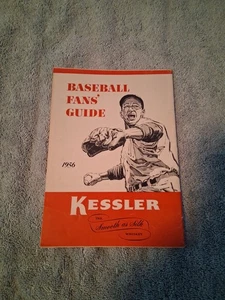 BASEBALL
FANS'
GUIDE
1956
KESSLER
Smooth as Silk